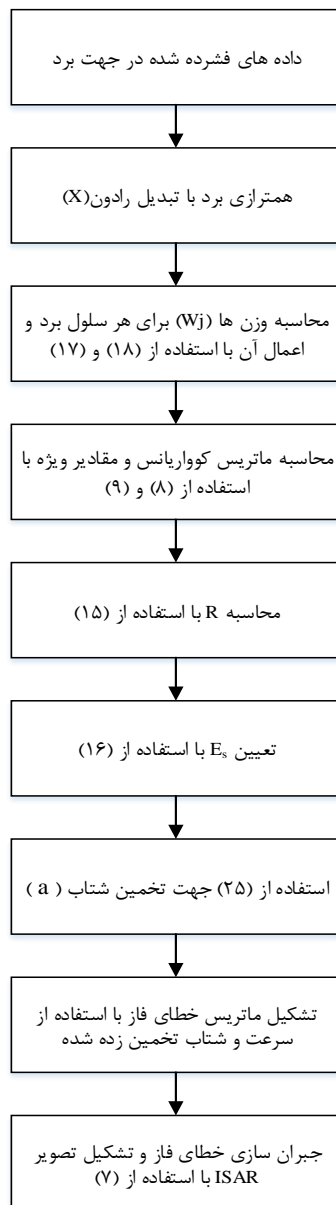 داده های فشرده شده در جهت برد
همترازی برد با تبدیل رادون(X)
محاسبه وزن ها (Wj) برای هر سلول برد و
اعمال آن با استفاده از (۱۸) و (۱۷)
محاسبه ماتریس کوواریانس و مقادیر ویژه با
استفاده از (۸) و (۹)
محاسبه R با استفاده از (۱۵)
تعیین Es با استفاده از (۱۶)
استفاده از (۲۵) جهت تخمین شتاب ( a )
تشکیل ماتریس خطای فاز با استفاده از
سرعت و شتاب تخمین زده شده
جبران سازی خطای فاز و تشکیل تصویر
ISAR با استفاده از (۷)